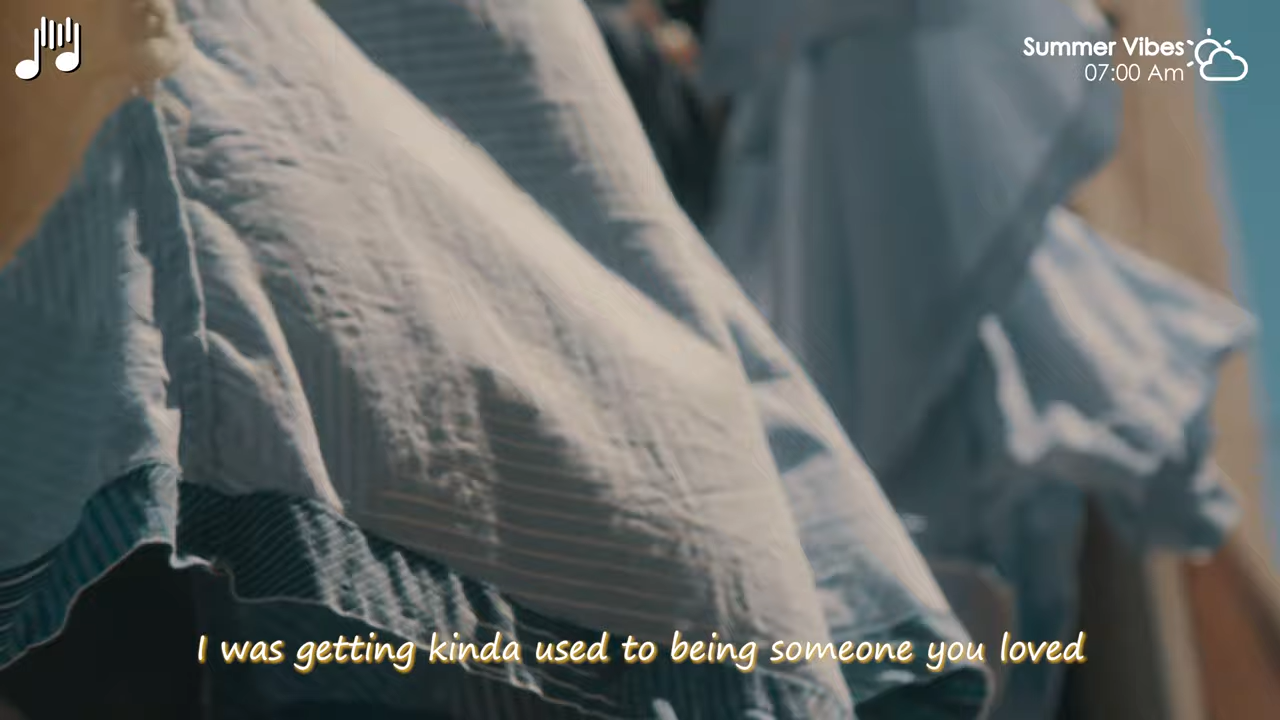 Summer Vibes
07:00 Am
I was getting kinda used to being someone you loved